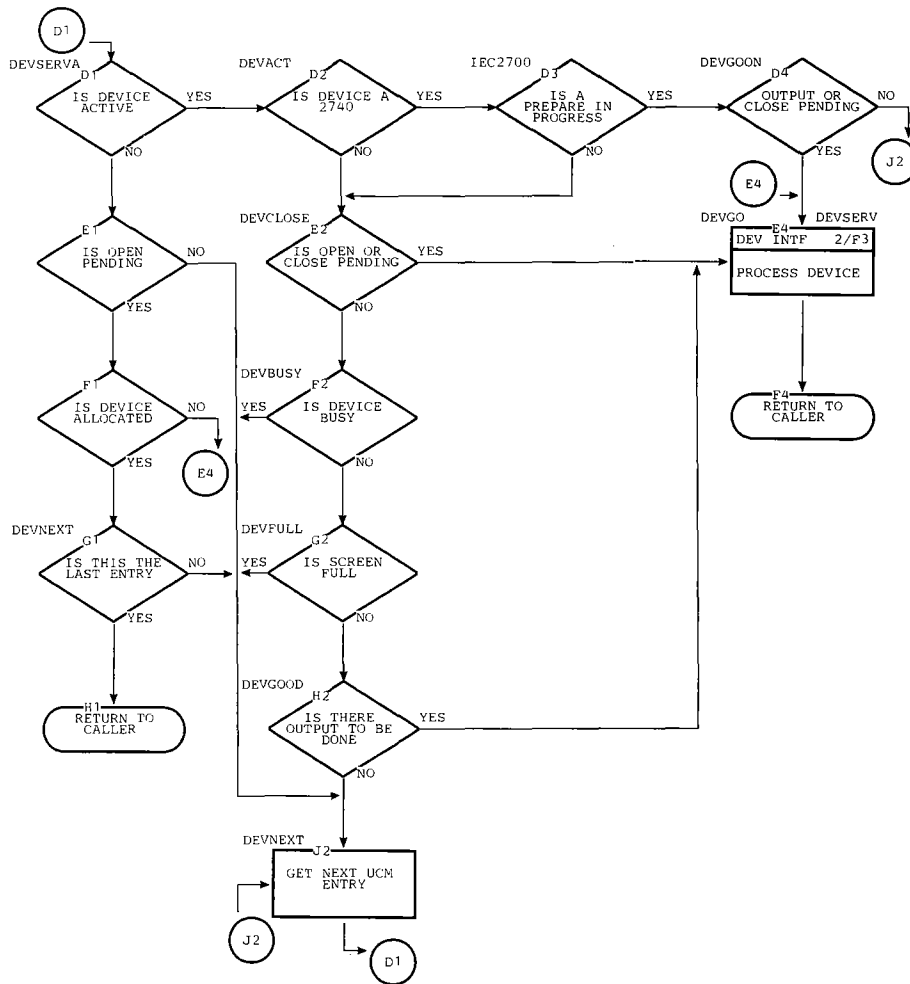 D1
DEVSERVA
D1
IS DEVICE
ACTIVE
YES
NO
DEVACT
D2
IS DEVICE A
2740
YES
NO
IEC2700
D3
IS A
PREPARE IN
PROGRESS
YES
NO
DEVGOON
D4
OUTPUT OR
CLOSE PENDING
NO
YES
J2
E4
E1
IS OPEN
PENDING
NO
YES
DEVCLOSE
E2
IS OPEN OR
CLOSE PENDING
YES
NO
DEVGO
DEVSERV
E4
DEV INTF 2/F3
PROCESS DEVICE
F1
IS DEVICE
ALLOCATED
NO
YES
E4
DEVBUSY
F2
IS DEVICE
BUSY
YES
NO
F4
RETURN TO
CALLER
DEVNEXT
G1
IS THIS THE
LAST ENTRY
NO
YES
DEVFULL
G2
IS SCREEN
FULL
YES
NO
H1
RETURN TO
CALLER
DEVGOOD
H2
IS THERE
OUTPUT TO BE
DONE
YES
NO
DEVNEXT
J2
GET NEXT UCM
ENTRY
J2
D1